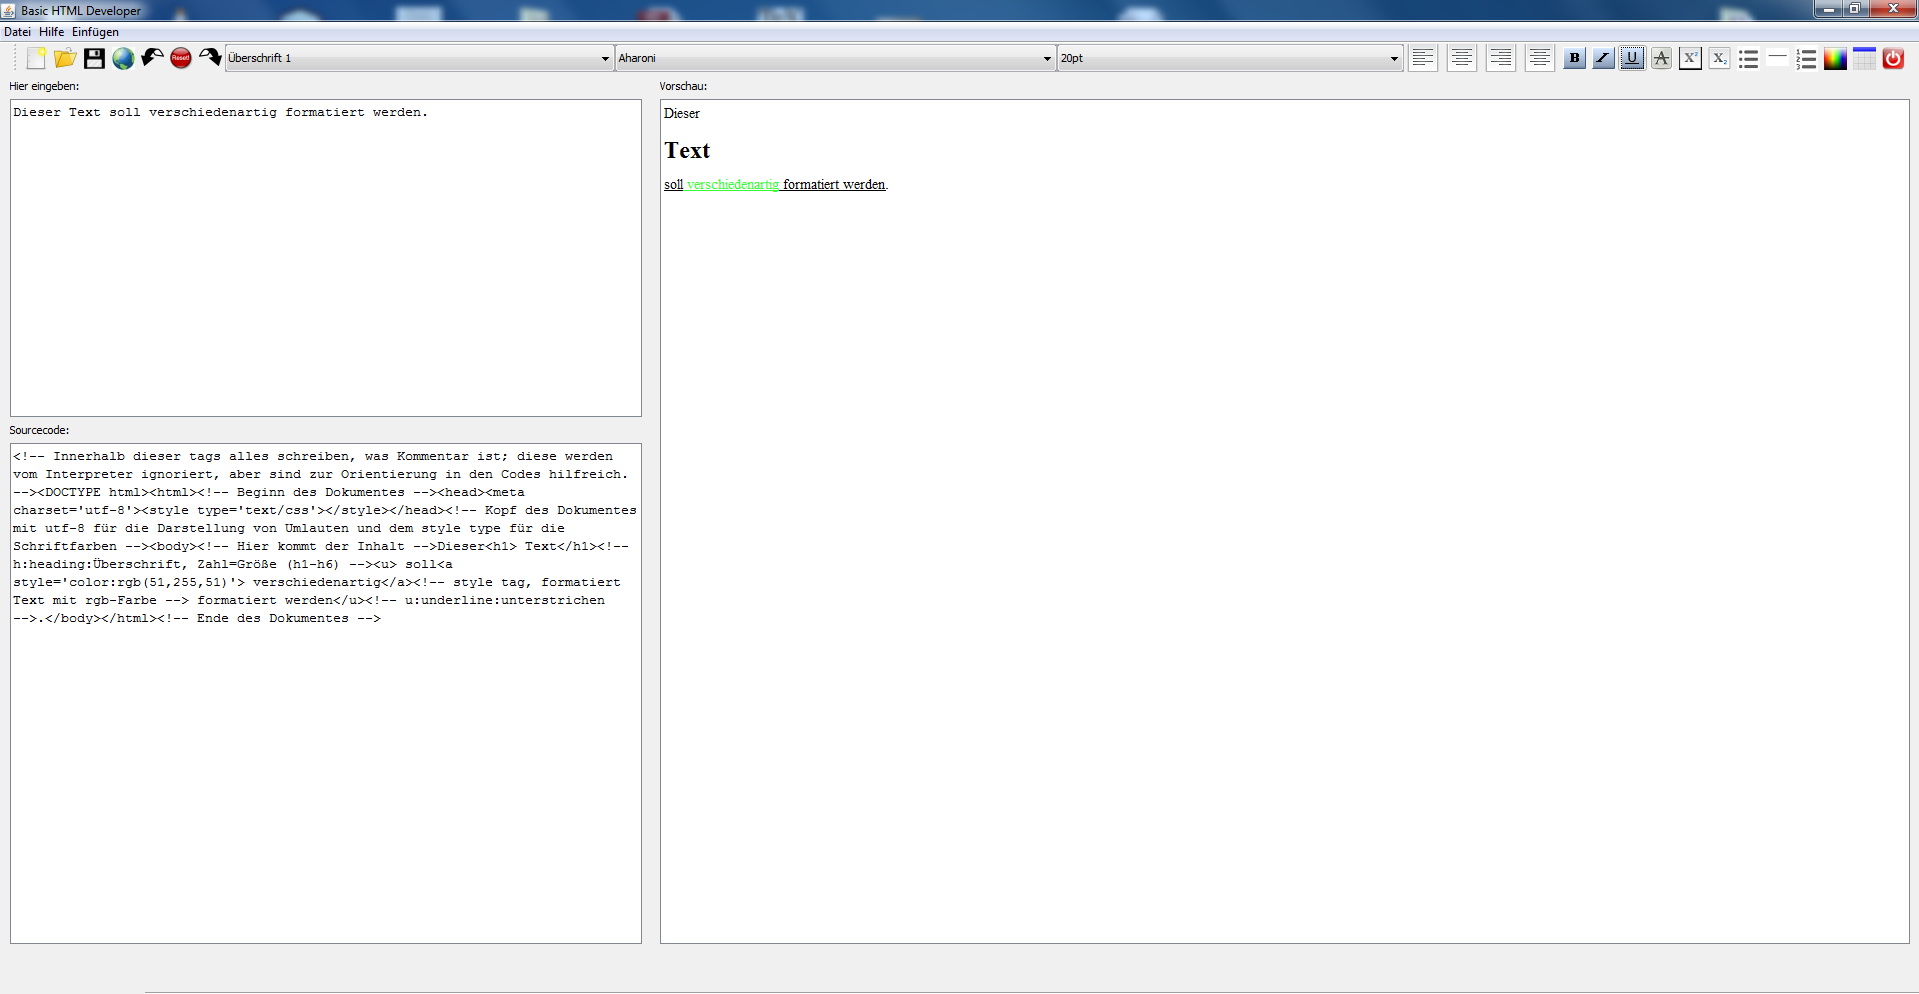 Basic HTML Developer
Datei Hilfe Einfügen
Reset! Überschrift 1 Aharoni 20pt B I U A X² X₂
Hier eingeben:
Dieser Text soll verschiedenartig formatiert werden.
Sourcecode:
<!-- Innerhalb dieser tags alles schreiben, was Kommentar ist; diese werden
vom Interpreter ignoriert, aber sind zur Orientierung in den Codes hilfreich.
--><DOCTYPE html><html><!-- Beginn des Dokumentes --><head><meta
charset='utf-8'><style type='text/css'></style></head><!-- Kopf des Dokumentes
mit utf-8 für die Darstellung von Umlauten und dem style type für die
Schriftfarben --><body><!-- Hier kommt der Inhalt -->Dieser<h1> Text</h1><!--
h:heading:Überschrift, Zahl=Größe (h1-h6) --><u> soll<a
style='color:rgb(51,255,51)'> verschiedenartig</a><!-- style tag, formatiert
Text mit rgb-Farbe --> formatiert werden</u><!-- u:underline:unterstrichen
-->.</body></html><!-- Ende des Dokumentes -->
Vorschau:
Dieser
Text
soll verschiedenartig formatiert werden.